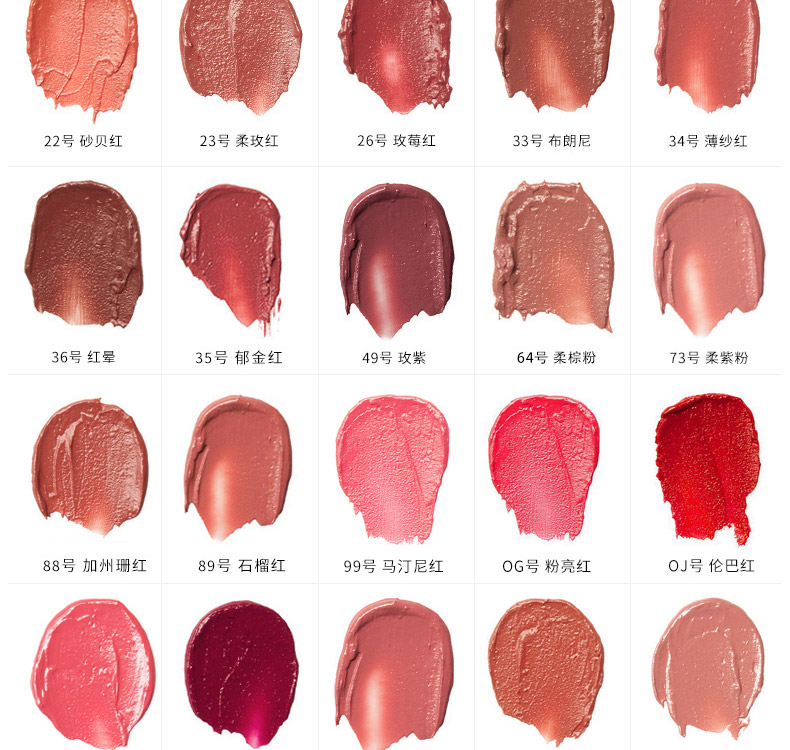 22号 砂贝红
23号 柔玫红
26号 玫莓红
33号 布朗尼
34号 薄纱红
36号 红晕
35号 郁金红
49号 玫紫
64号 柔棕粉
73号 柔紫粉
88号 加州珊红
89号 石榴红
99号 马汀尼红
OG号 粉亮红
OJ号 伦巴红